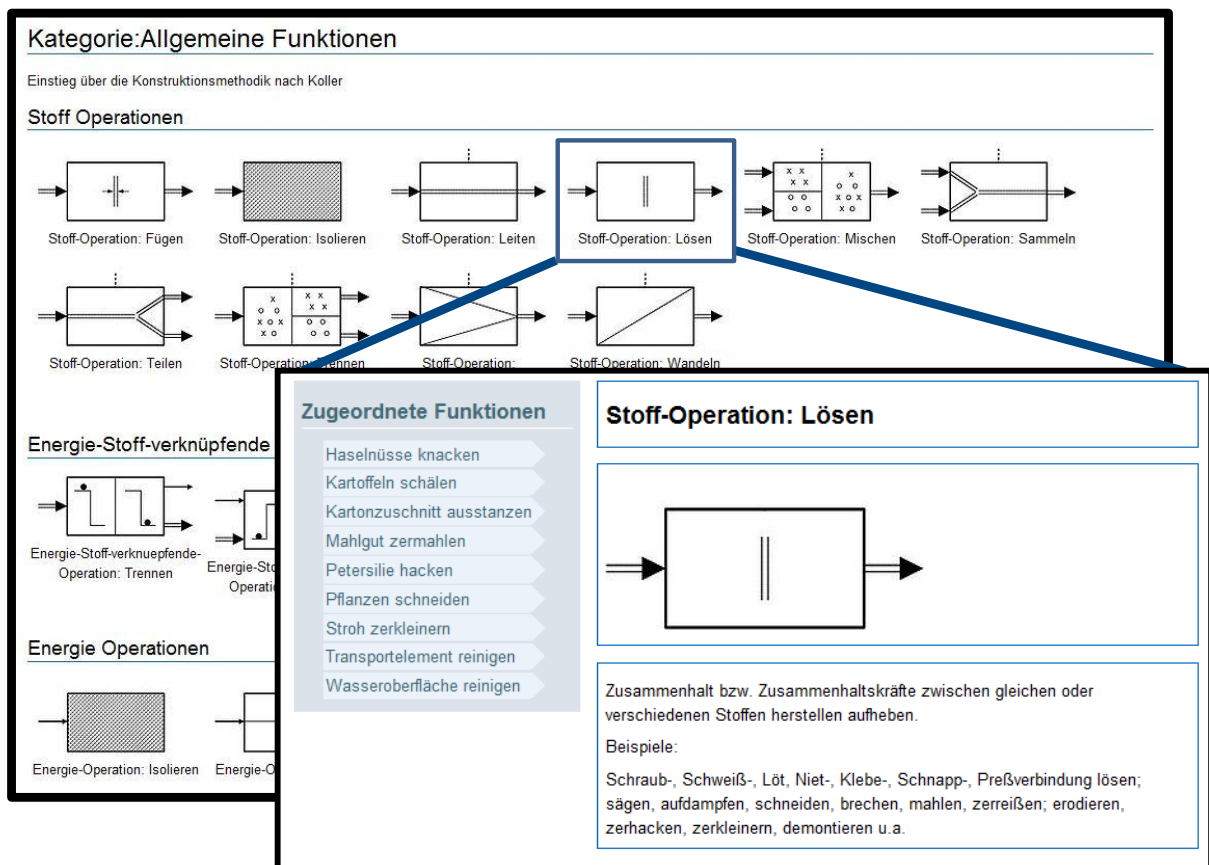 Kategorie:Allgemeine Funktionen
Einstieg über die Konstruktionsmethodik nach Koller
Stoff Operationen
Stoff-Operation: Fügen
Stoff-Operation: Isolieren
Stoff-Operation: Leiten
Stoff-Operation: Lösen
Stoff-Operation: Mischen
Stoff-Operation: Sammeln
Stoff-Operation: Teilen
Stoff-Operation: Trennen
Stoff-Operation:
Stoff-Operation: Wandeln
Energie-Stoff-verknüpfende
Energie-Stoff-verknuepfende-
Operation: Trennen
Energie Operationen
Energie-Operation: Isolieren
Zugeordnete Funktionen
Haselnüsse knacken
Kartoffeln schälen
Kartonzuschnitt ausstanzen
Mahlgut zermahlen
Petersilie hacken
Pflanzen schneiden
Stroh zerkleinern
Transportelement reinigen
Wasseroberfläche reinigen
Stoff-Operation: Lösen
Zusammenhalt bzw. Zusammenhaltskräfte zwischen gleichen oder
verschiedenen Stoffen herstellen aufheben.
Beispiele:
Schraub-, Schweiß-, Löt, Niet-, Klebe-, Schnapp-, Preßverbindung lösen;
sägen, aufdampfen, schneiden, brechen, mahlen, zerreißen; erodieren,
zerhacken, zerkleinern, demontieren u.a.